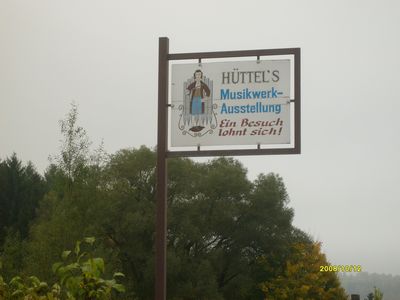 HÜTTEL'S
Musikwerk-
Ausstellung
Ein Besuch
lohnt sich!
2008/10/12